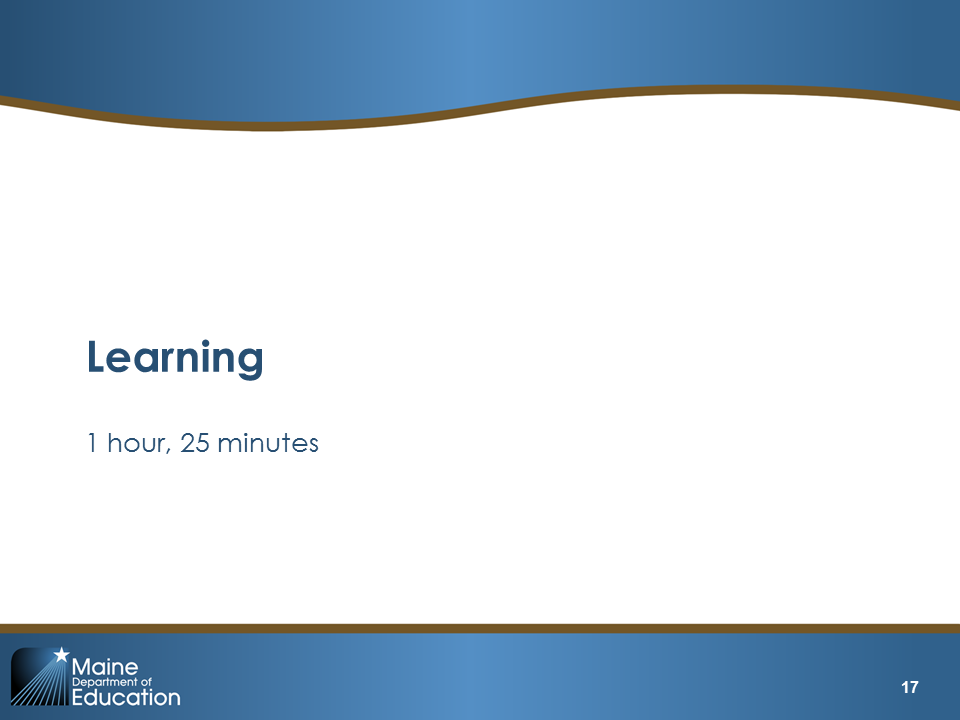 Learning
1 hour, 25 minutes
Maine
Department of
Education
17